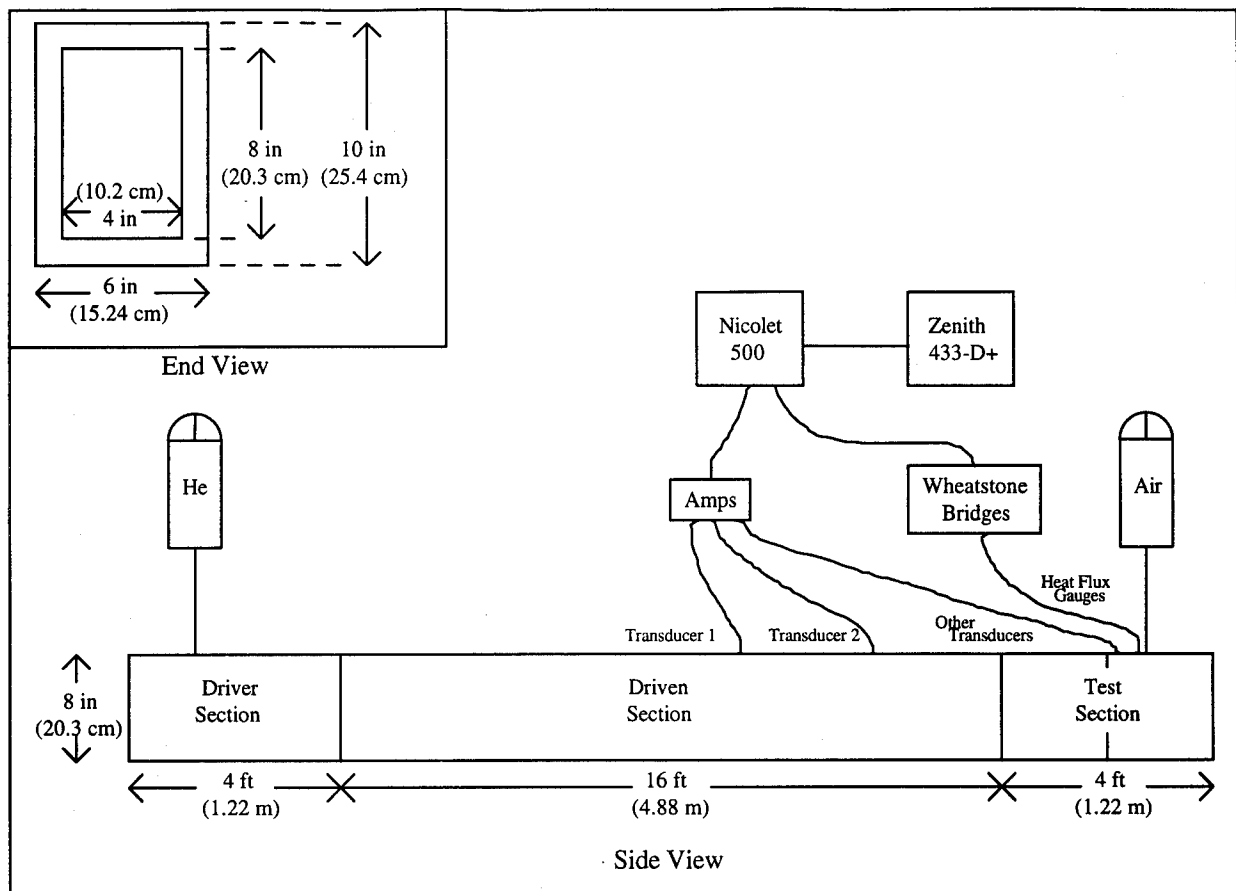 8 in
(20.3 cm)
10 in
(25.4 cm)
(10.2 cm)
4 in
6 in
(15.24 cm)
End View
Nicolet
500
Zenith
433-D+
He
Amps
Wheatstone
Bridges
Air
Heat Flux
Gauges
Transducer 1
Transducer 2
Other
Transducers
8 in
(20.3 cm)
Driver
Section
Driven
Section
Test
Section
4 ft
(1.22 m)
16 ft
(4.88 m)
4 ft
(1.22 m)
Side View